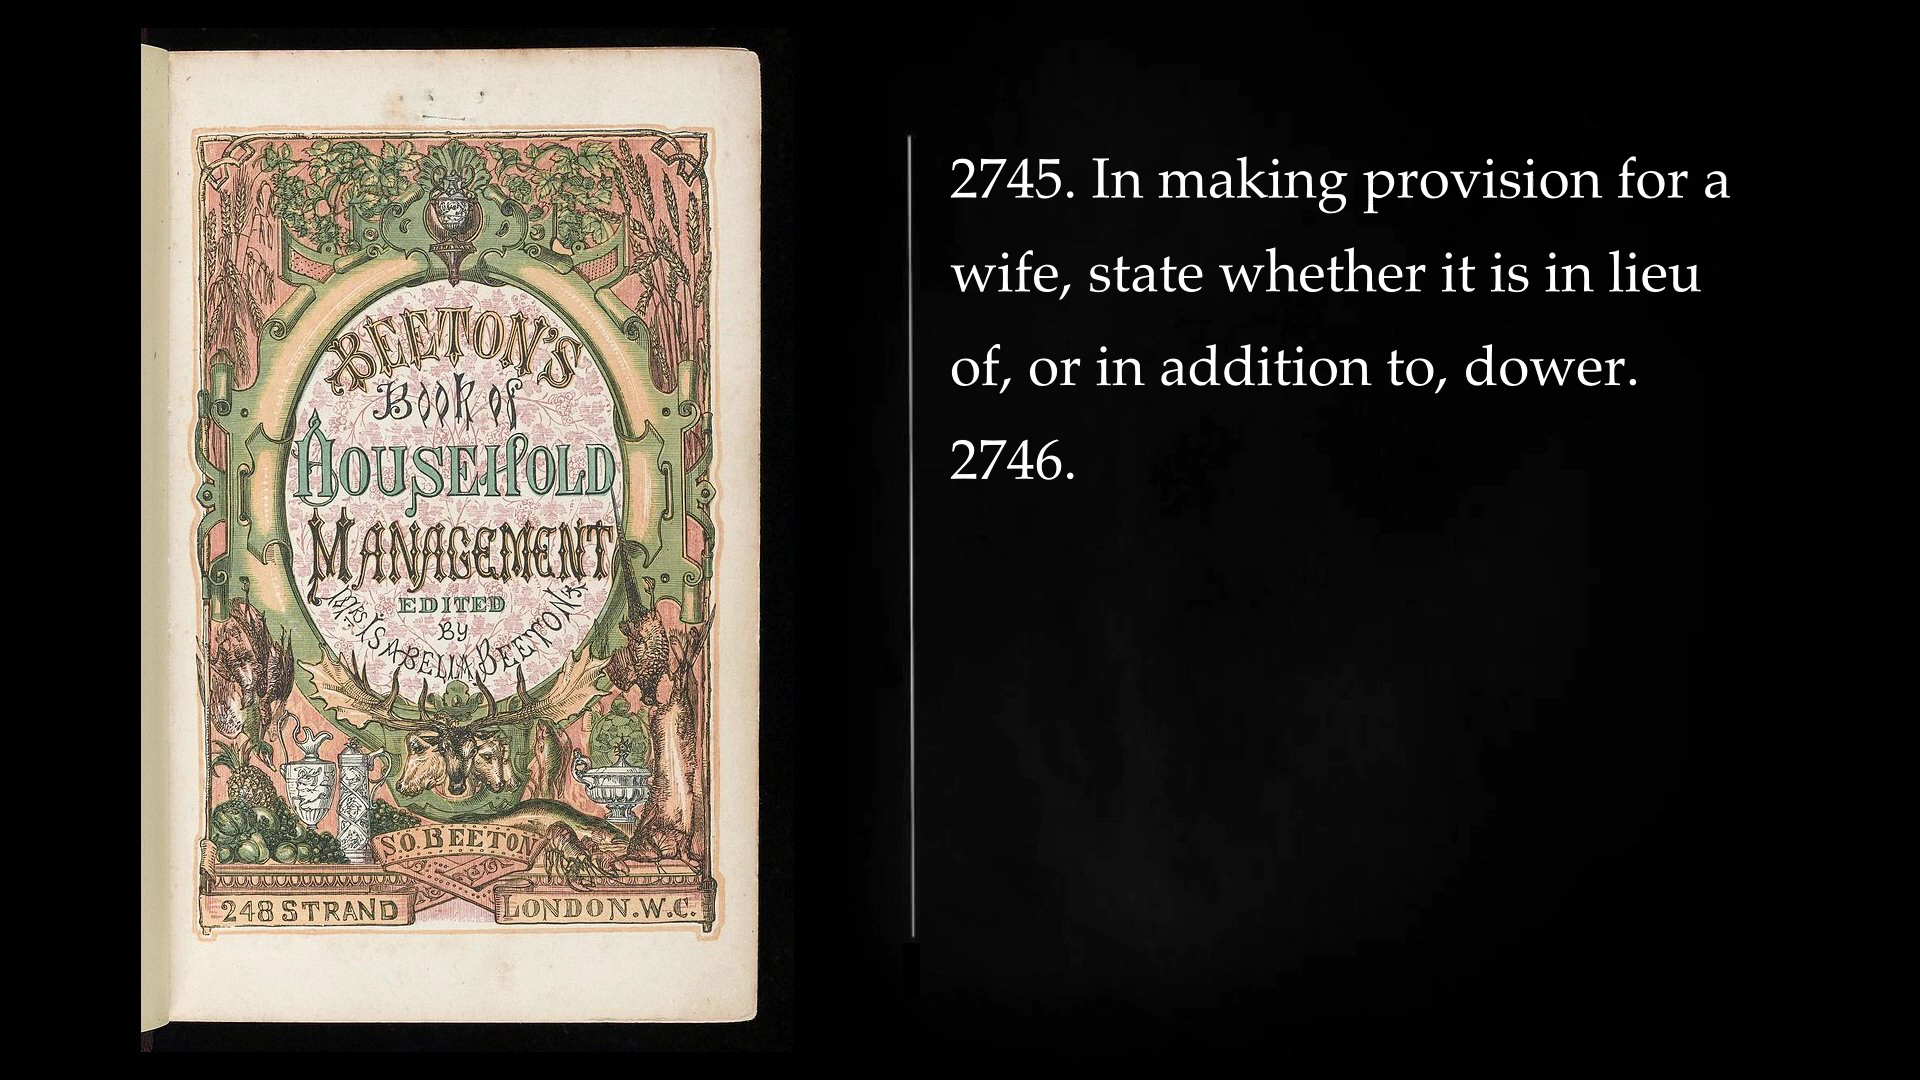 BEETON'S
Book of
HOUSEHOLD
MANAGEMENT
EDITED
BY
MRS ISABELLA BEETON &
S.O. BEETON
248 STRAND
LONDON.W.C.
2745. In making provision for a
wife, state whether it is in lieu
of, or in addition to, dower.
2746.